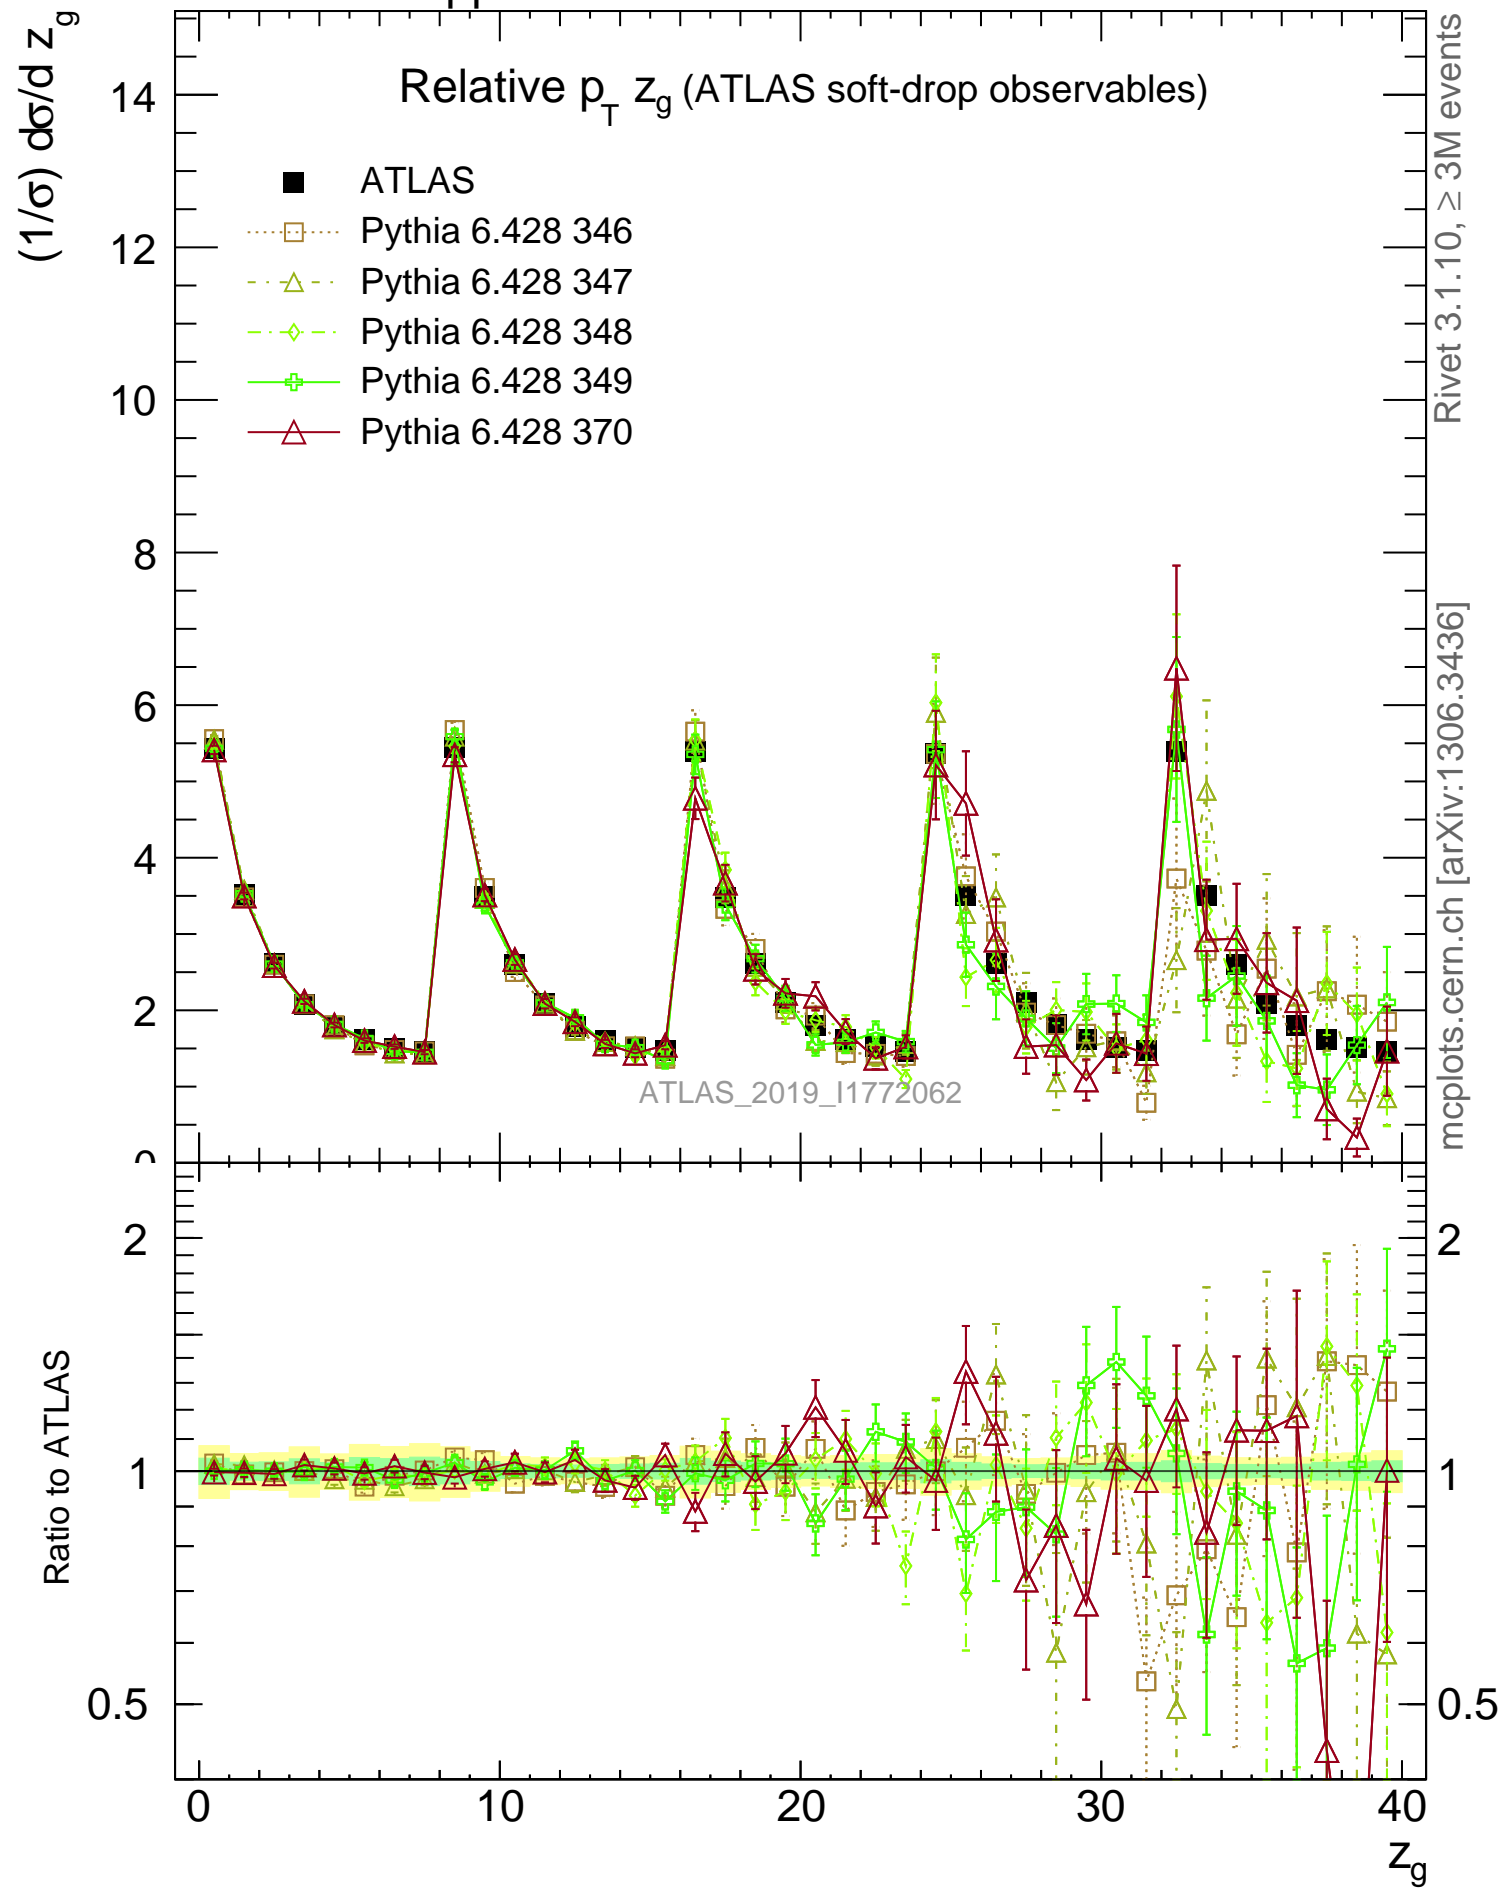 (1/σ) dσ/d z_g
Relative p_T z_g (ATLAS soft-drop observables)
ATLAS
Pythia 6.428 346
Pythia 6.428 347
Pythia 6.428 348
Pythia 6.428 349
Pythia 6.428 370
14
12
10
8
6
4
2
0
ATLAS_2019_I1772062
Rivet 3.1.10, ≥ 3M events
mcplots.cern.ch [arXiv:1306.3436]
Ratio to ATLAS
2
1
0.5
2
1
0.5
0 10 20 30 40
z_g